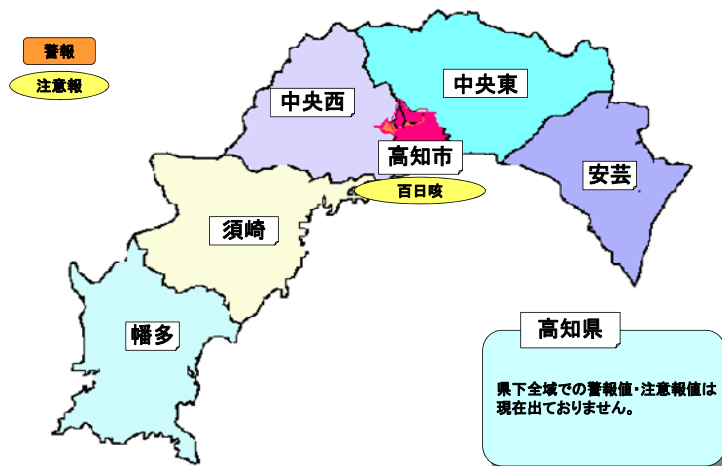 警報
注意報
中央西
中央東
高知市
百日咳
安芸
須崎
幡多
高知県
県下全域での警報値・注意報値は
現在出ておりません。